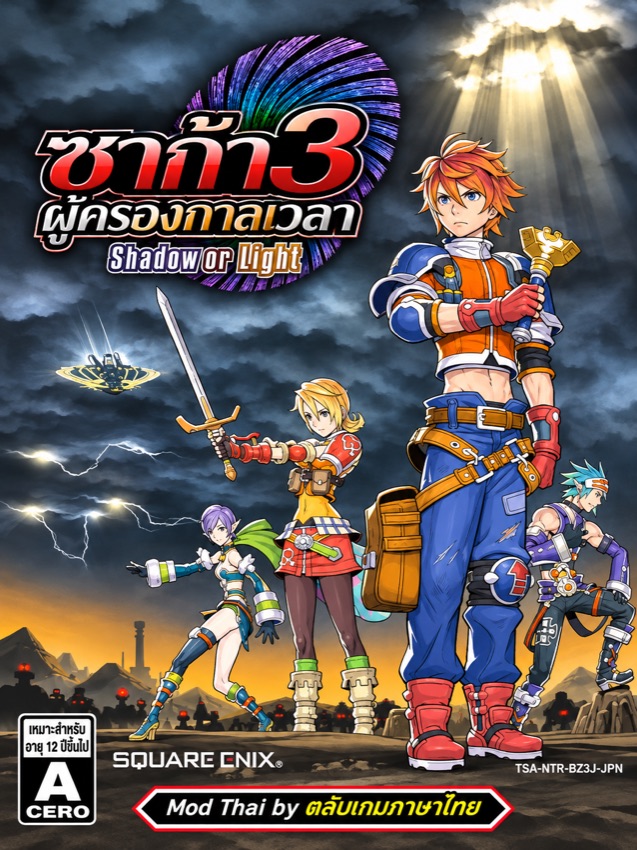 ซาก้า3
ผู้ครองกาลเวลา
Shadow or Light
เหมาะสำหรับ
อายุ 12 ปีขึ้นไป
A
CERO
SQUARE ENIX®
TSA-NTR-BZ3J-JPN
Mod Thai by ตลับเกมภาษาไทย